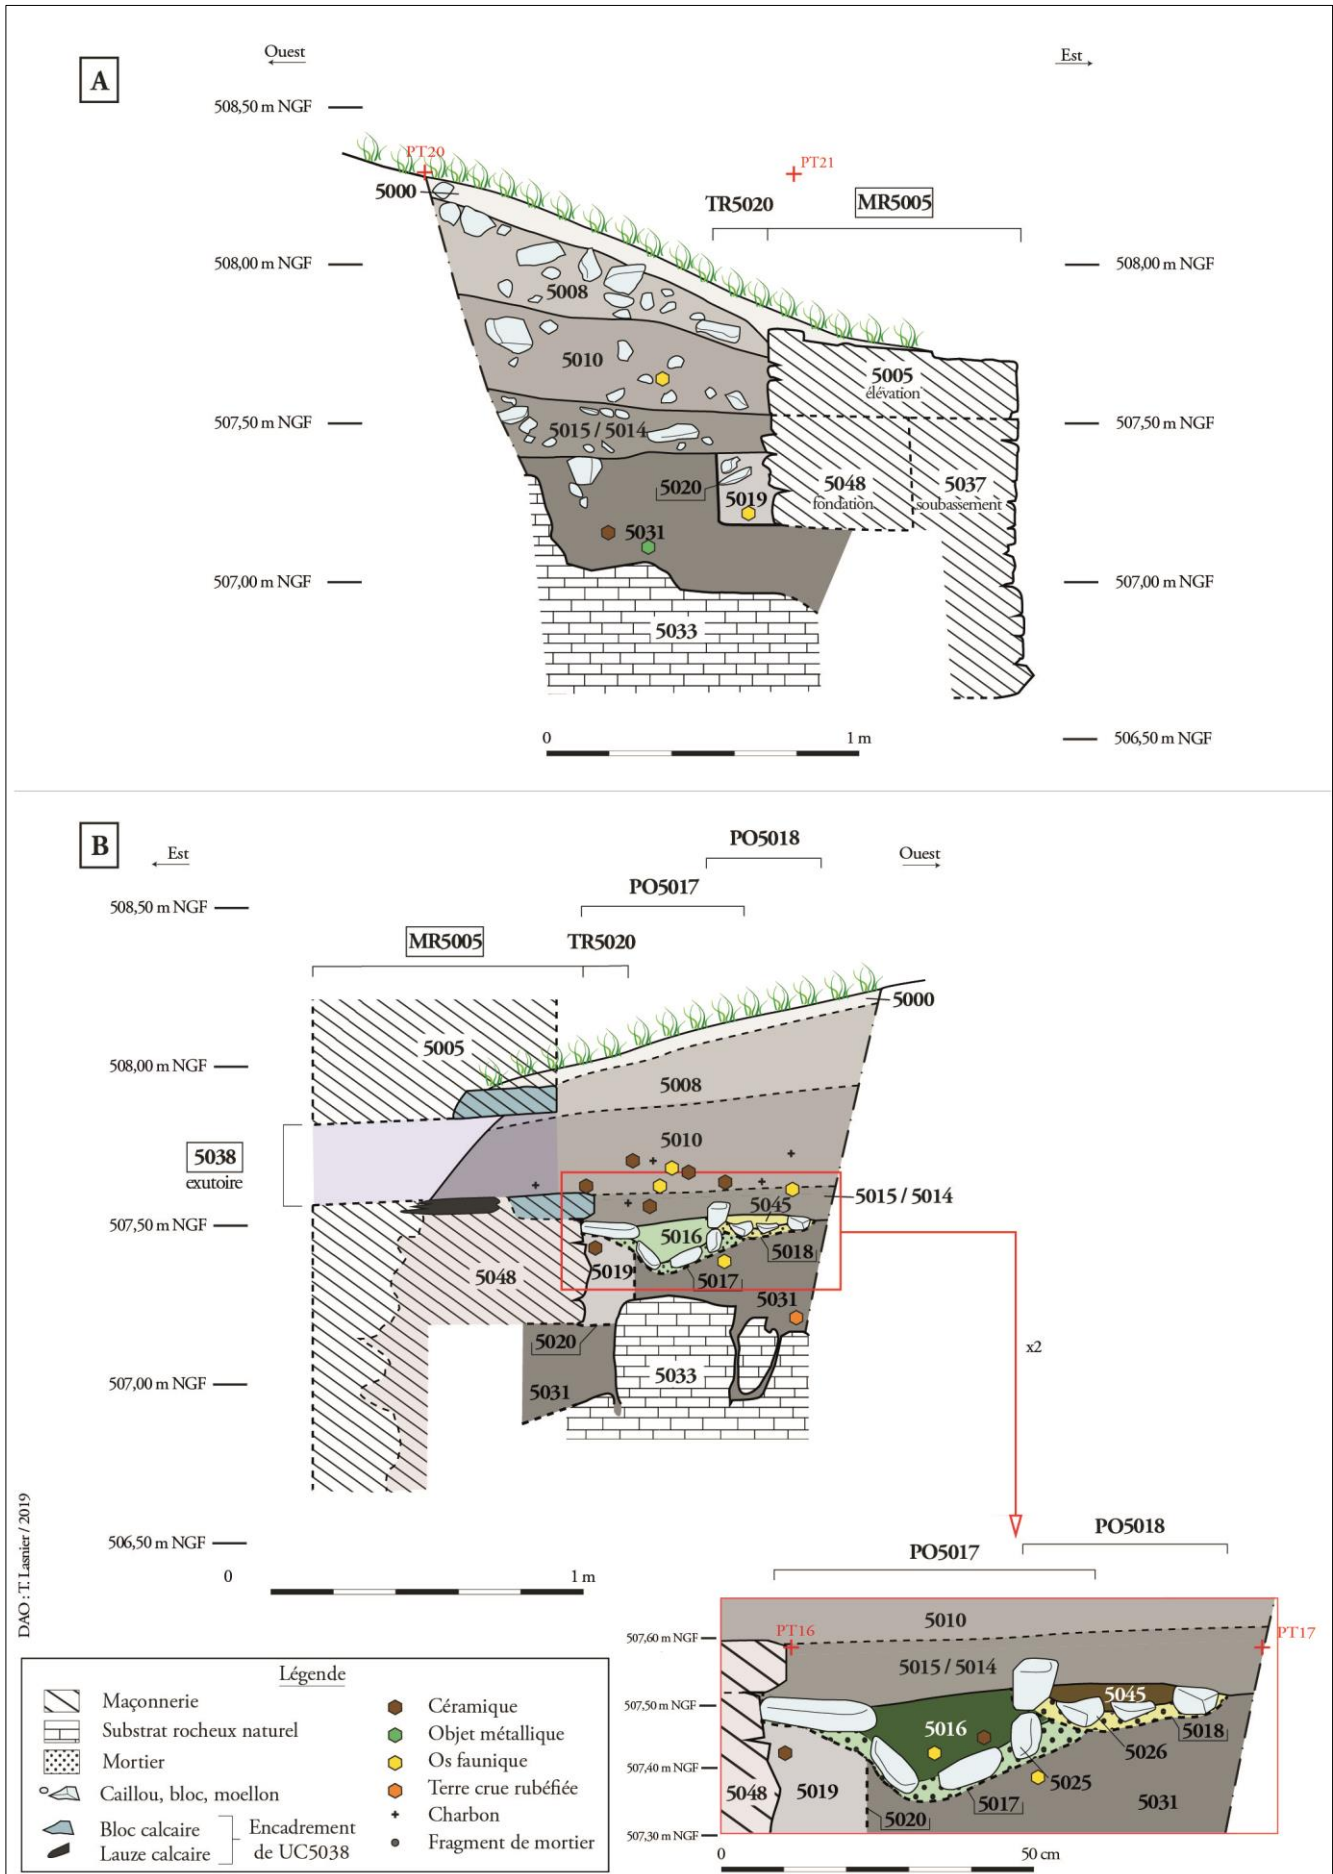 A
Ouest
Est
508,50 m NGF
PT20
PT21
5000
TR5020
MR5005
508,00 m NGF
508,00 m NGF
5008
5010
5005
élévation
507,50 m NGF
507,50 m NGF
5015 / 5014
5020
5019
5048
fondation
5037
soubassement
5031
507,00 m NGF
507,00 m NGF
5033
0
1 m
506,50 m NGF
B
Est
Ouest
PO5018
PO5017
508,50 m NGF
MR5005
TR5020
5000
5005
508,00 m NGF
5008
5010
5038
exutoire
5015 / 5014
507,50 m NGF
5045
5016
5018
5019
5017
5048
5031
5020
x2
5033
507,00 m NGF
5031
506,50 m NGF
0
1 m
PO5018
PO5017
5010
507,60 m NGF
PT16
PT17
5015 / 5014
507,50 m NGF
5045
5016
5018
5026
507,40 m NGF
5025
5048
5019
5017
5031
5020
507,30 m NGF
0
50 cm
DAO : T. Lasnier / 2019
Légende
Maçonnerie
Substrat rocheux naturel
Mortier
Caillou, bloc, moellon
Bloc calcaire
Lauze calcaire
Encadrement
de UC5038
Céramique
Objet métallique
Os faunique
Terre crue rubéfiée
Charbon
Fragment de mortier